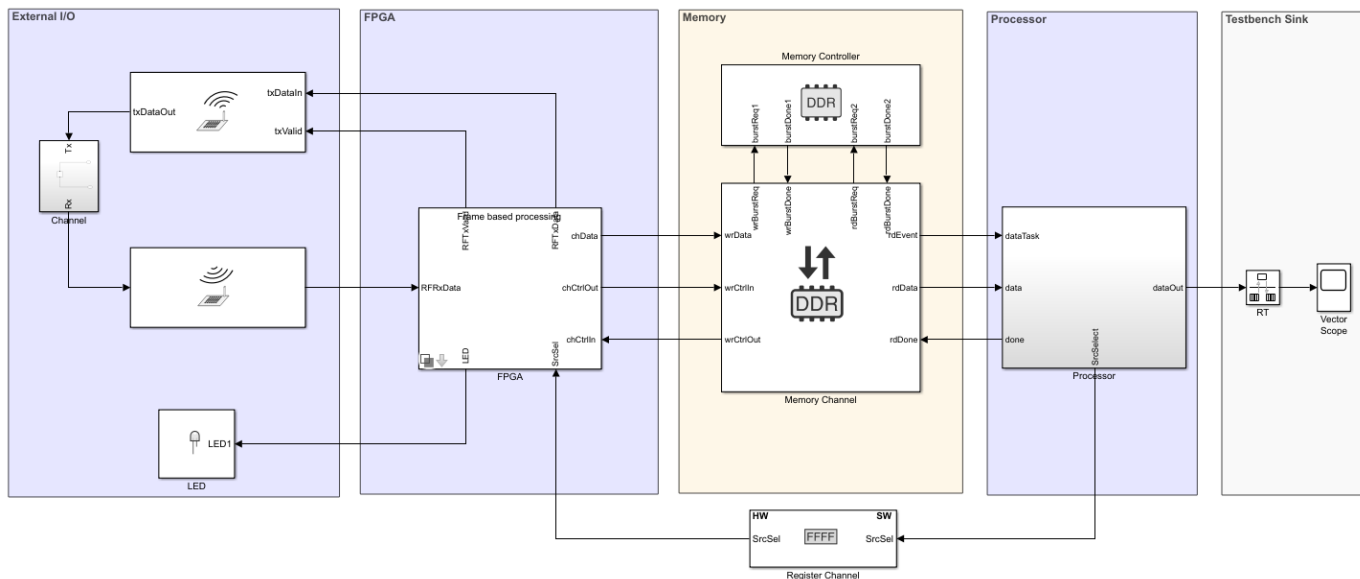 External I/O
FPGA
Memory
Processor
Testbench Sink
txDataIn
txDataOut
txValid
Tx
Rx
Channel
LED1
LED
Frame based processing
RFTxValid
RFTxData
chData
RFRxData
chCtrlOut
chCtrlIn
LED
SrcSel
FPGA
Memory Controller
DDR
burstReq1
burstDone1
burstReq2
burstDone2
wrBurstReq
wrBurstDone
rdBurstReq
rdBurstDone
wrData
rdEvent
wrCtrlIn
DDR
rdData
wrCtrlOut
rdDone
Memory Channel
dataTask
data
dataOut
done
SrcSelect
Processor
RT
Vector
Scope
HW
SW
SrcSel
FFFF
SrcSel
Register Channel